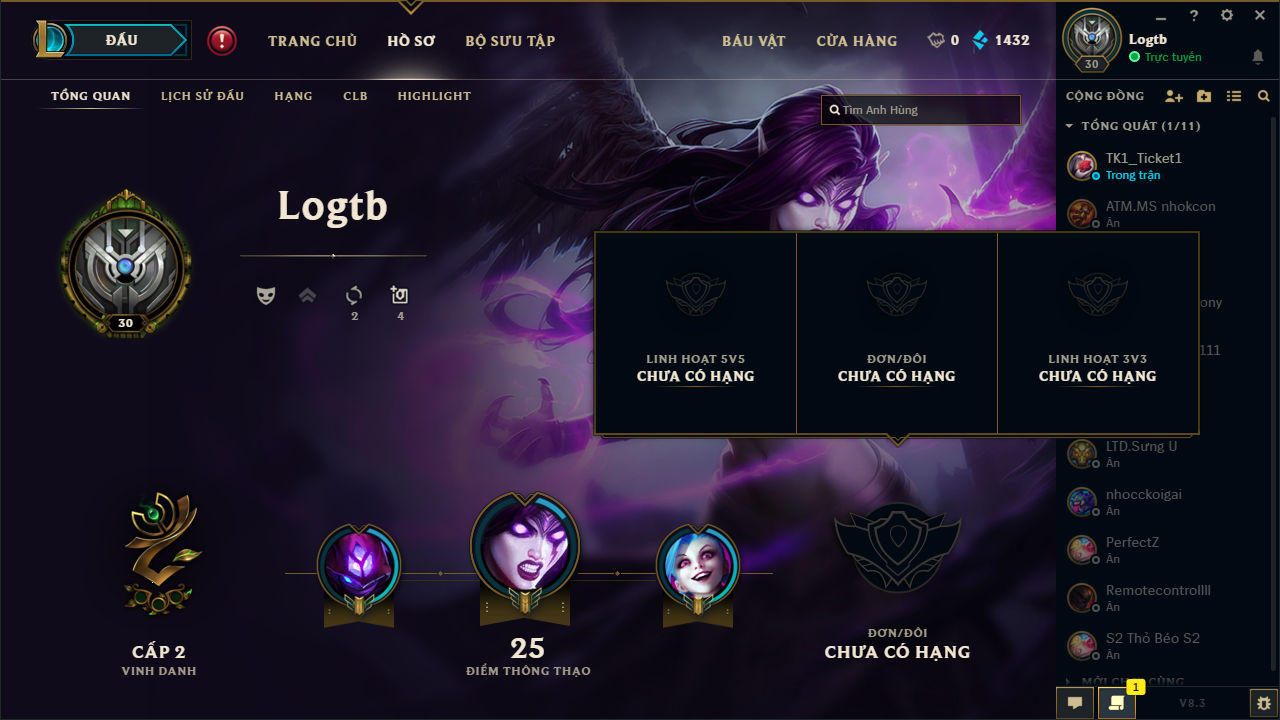 ĐẤU
TRANG CHỦ
HỒ SƠ
BỘ SƯU TẬP
BÁU VẬT
CỬA HÀNG
0
1432
Logtb
Trực tuyến
30
TỔNG QUAN
LỊCH SỬ ĐẤU
HẠNG
CLB
HIGHLIGHT
Tìm Anh Hùng
CỘNG ĐỒNG
TỔNG QUÁT (1/11)
TK1_Ticket1
Trong trận
ATM.MS nhokcon
Ẩn
ony
111
LTD.Sưng U
Ẩn
nhocckoigai
Ẩn
PerfectZ
Ẩn
Remotecontrollll
Ẩn
S2 Thỏ Béo S2
Ẩn
Logtb
30
2
4
LINH HOẠT 5V5
CHƯA CÓ HẠNG
ĐƠN/ĐÔI
CHƯA CÓ HẠNG
LINH HOẠT 3V3
CHƯA CÓ HẠNG
CẤP 2
VINH DANH
25
ĐIỂM THÔNG THẠO
ĐƠN/ĐÔI
CHƯA CÓ HẠNG
1
V8.3